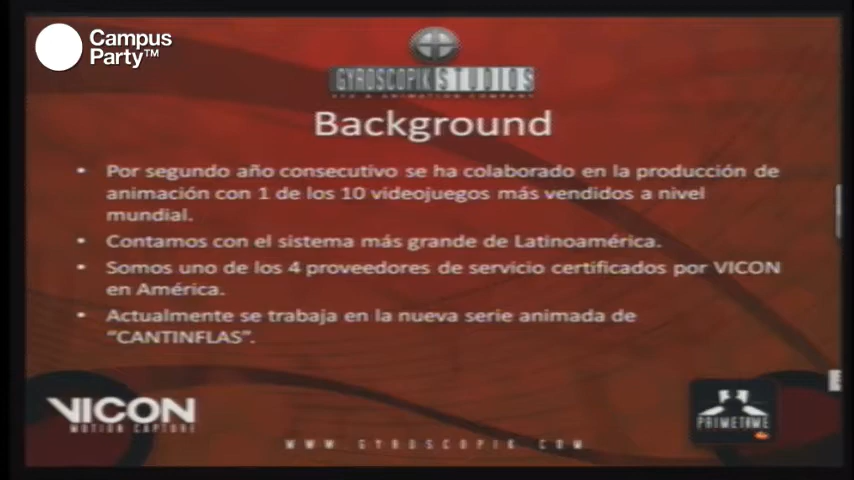 Campus
Party™
GYROSCOPIK STUDIOS
Background
• Por segundo año consecutivo se ha colaborado en la producción de
animación con 1 de los 10 videojuegos más vendidos a nivel
mundial.
• Contamos con el sistema más grande de Latinoamérica.
• Somos uno de los 4 proveedores de servicio certificados por VICON
en América.
• Actualmente se trabaja en la nueva serie animada de
“CANTINFLAS”.
VICON
MOTION CAPTURE
PRIMETIME
WWW.GYROSCOPIK.COM